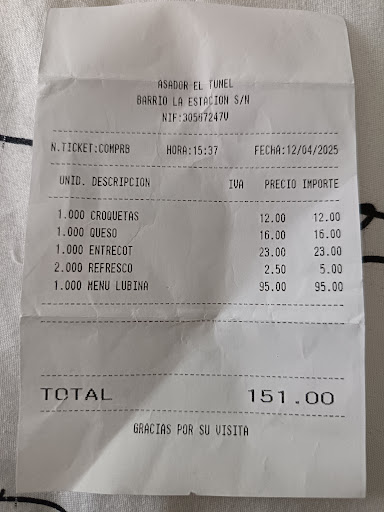 ASADOR EL TUNEL
BARRIO LA ESTACION S/N
NIF:30567247V
N.TICKET:COMPRB HORA:15:37 FECHA:12/04/2025
UNID. DESCRIPCION IVA PRECIO IMPORTE
1.000 CROQUETAS 12.00 12.00
1.000 QUESO 16.00 16.00
1.000 ENTRECOT 23.00 23.00
2.000 REFRESCO 2.50 5.00
1.000 MENU LUBINA 95.00 95.00
TOTAL 151.00
GRACIAS POR SU VISITA